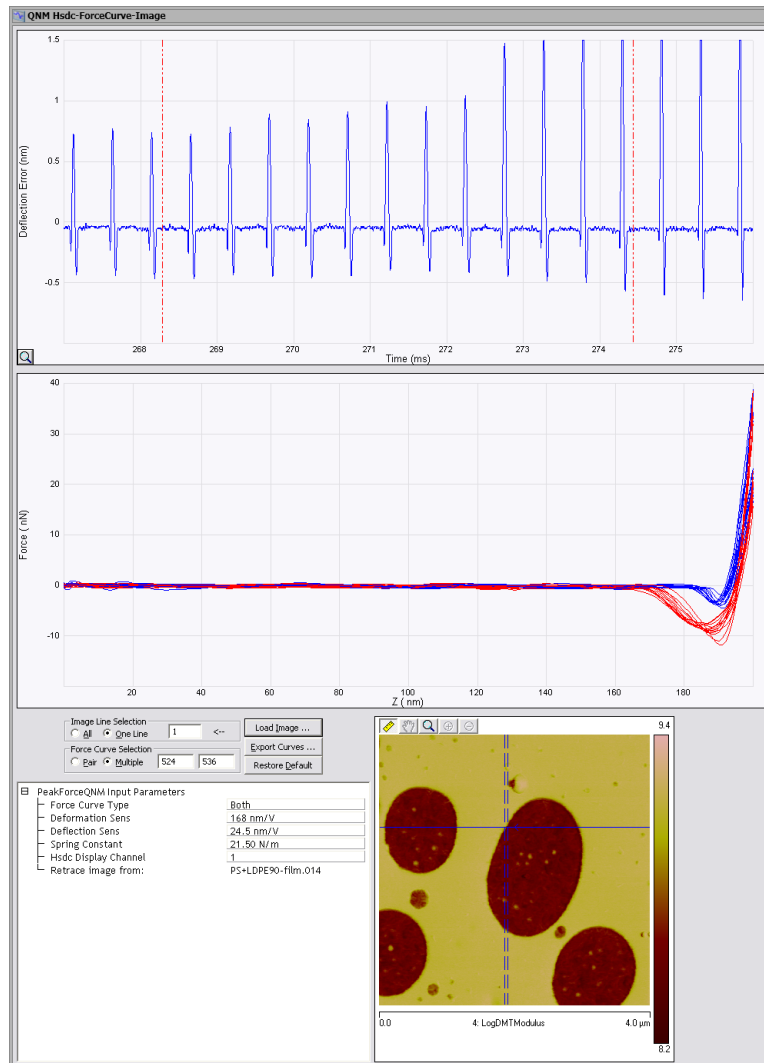 QNM Hsdc-ForceCurve-Image
1.5
1
0.5
0
-0.5
Deflection Error (nm)
268
269
270
271
272
273
274
275
Time (ms)
40
30
20
10
0
-10
Force ( nN)
20
40
60
80
100
120
140
160
180
Z ( nm)
Image Line Selection
All
One Line
1
<--
Load Image ...
Force Curve Selection
Pair
Multiple
524
536
Export Curves ...
Restore Default
PeakForceQNM Input Parameters
Force Curve Type Both
Deformation Sens 168 nm/V
Deflection Sens 24.5 nm/V
Spring Constant 21.50 N/m
Hsdc Display Channel 1
Retrace image from: PS+LDPE90-film.014
9.4
8.2
0.0
4: LogDMTModulus
4.0 µm